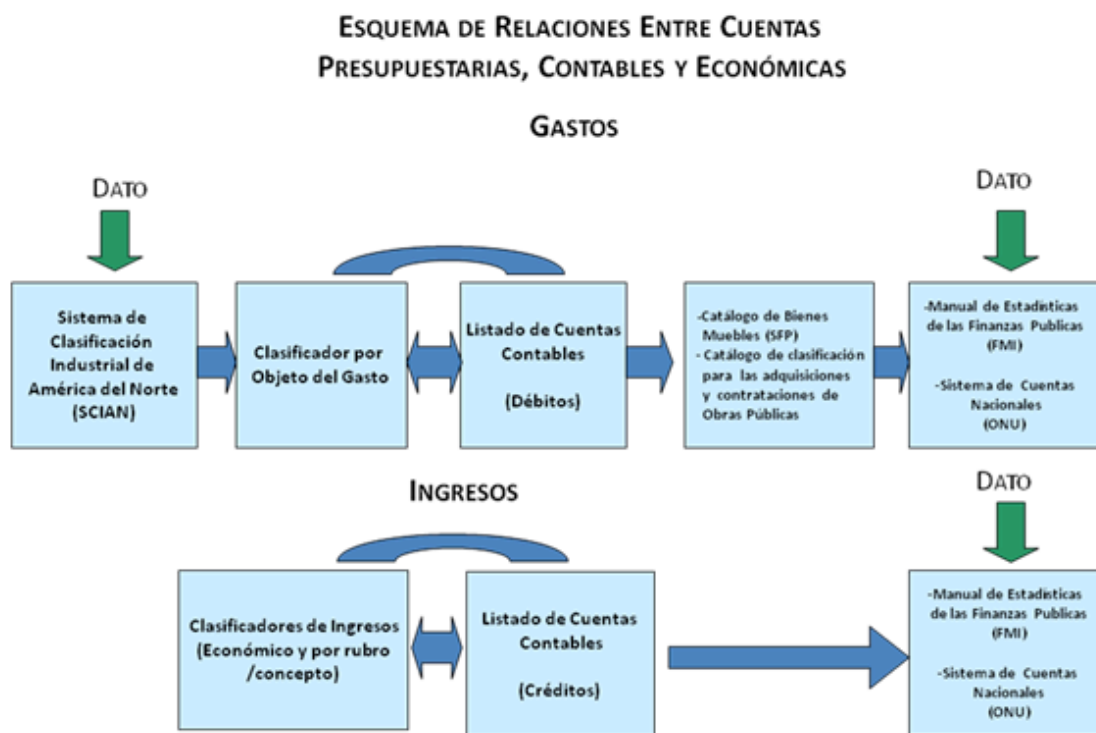 ESQUEMA DE RELACIONES ENTRE CUENTAS
PRESUPUESTARIAS, CONTABLES Y ECONÓMICAS
GASTOS
DATO
DATO
Sistema de
Clasificación
Industrial de
América del Norte
(SCIAN)
Clasificador por
Objeto del Gasto
Listado de Cuentas
Contables
(Débitos)
-Catálogo de Bienes
Muebles (SFP)
- Catálogo de clasificación
para las adquisiciones
y contrataciones de
Obras Públicas
-Manual de Estadísticas
de las Finanzas Publicas
(FMI)
-Sistema de Cuentas
Nacionales
(ONU)
INGRESOS
DATO
Clasificadores de Ingresos
(Económico y por rubro
/concepto)
Listado de Cuentas
Contables
(Créditos)
-Manual de Estadísticas
de las Finanzas Publicas
(FMI)
-Sistema de Cuentas
Nacionales
(ONU)